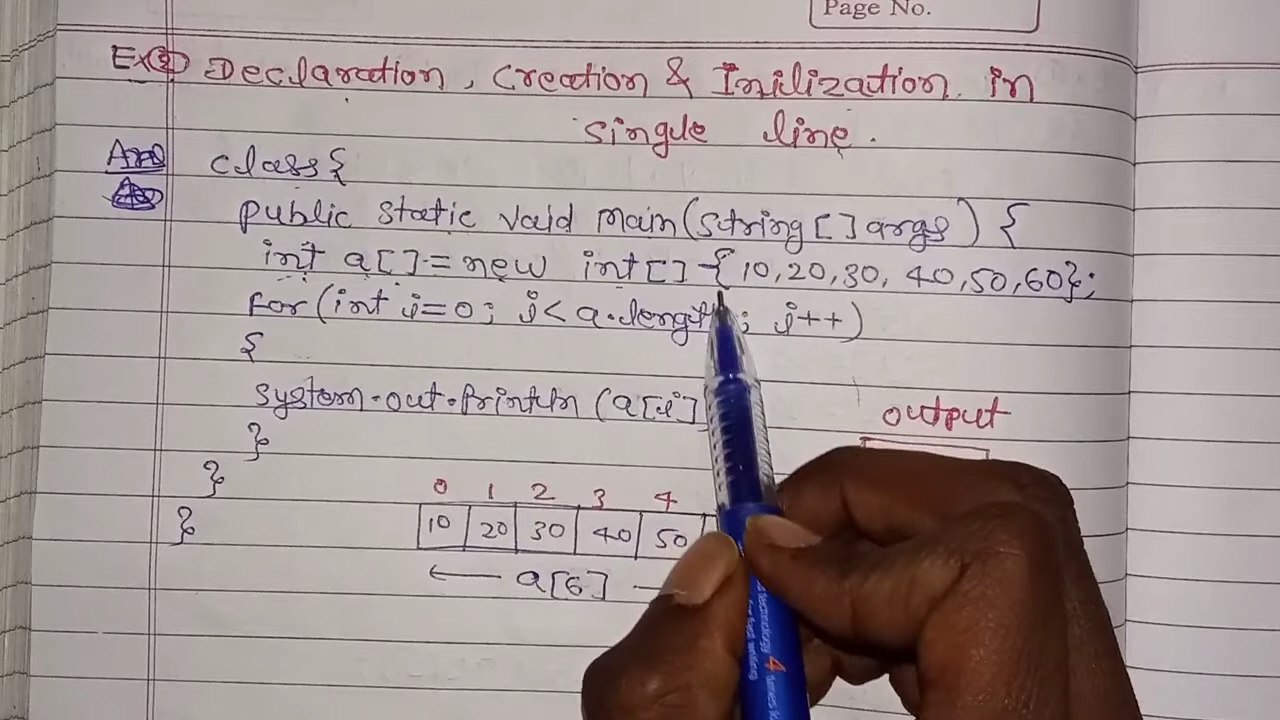 Page No.
Ex② Declaration, Creation & Inilization in
single line.
Ans class{
public static void main(string[]args) {
int a[]=new int[]{10,20,30, 40,50,60};
For(int i=0; i<a.length; i++)
{
System.out.println(a[i]
output
}
}
0 1 2 3 4
}
10 20 30 40 50
a[6]